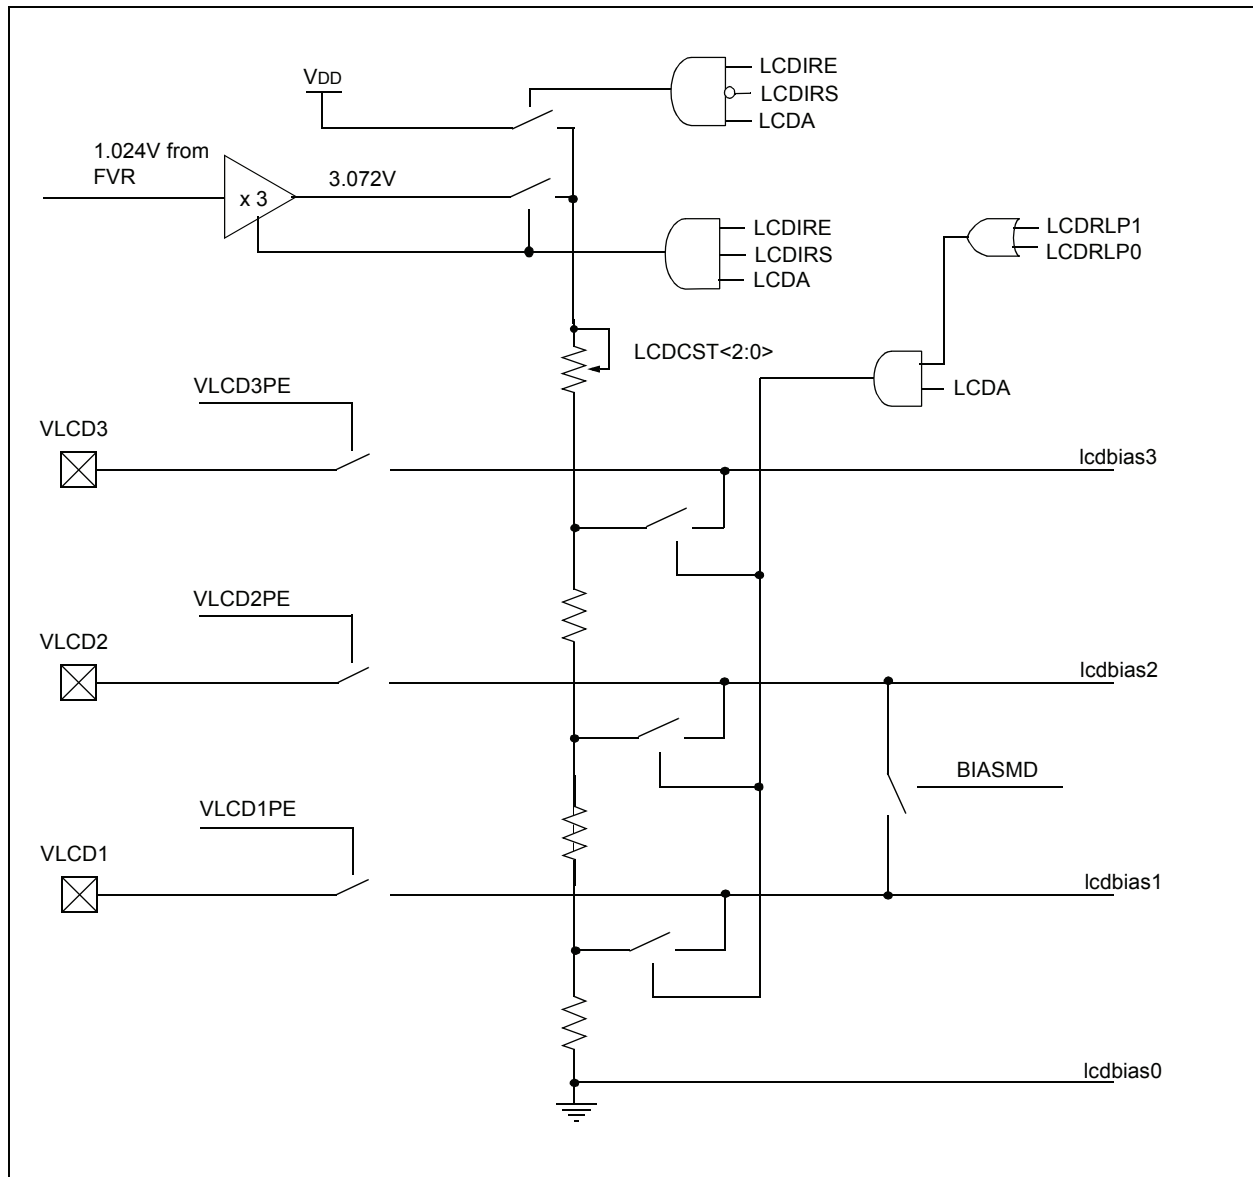 VDD
LCDIRE
LCDIRS
LCDA
1.024V from
FVR
x 3
3.072V
LCDIRE
LCDIRS
LCDA
LCDRLP1
LCDRLP0
LCDCST<2:0>
LCDA
VLCD3PE
VLCD3
lcdbias3
VLCD2PE
VLCD2
lcdbias2
BIASMD
VLCD1PE
VLCD1
lcdbias1
lcdbias0